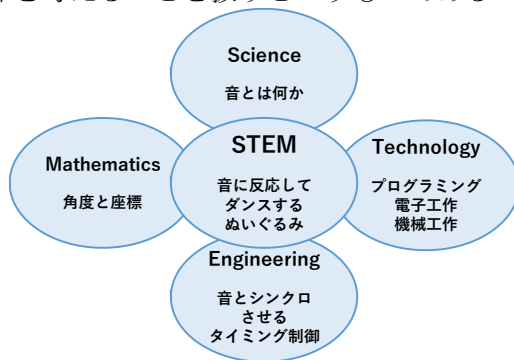 Science
音とは何か
STEM
音に反応して
ダンスする
ぬいぐるみ
Mathematics
角度と座標
Technology
プログラミング
電子工作
機械工作
Engineering
音とシンクロ
させる
タイミング制御